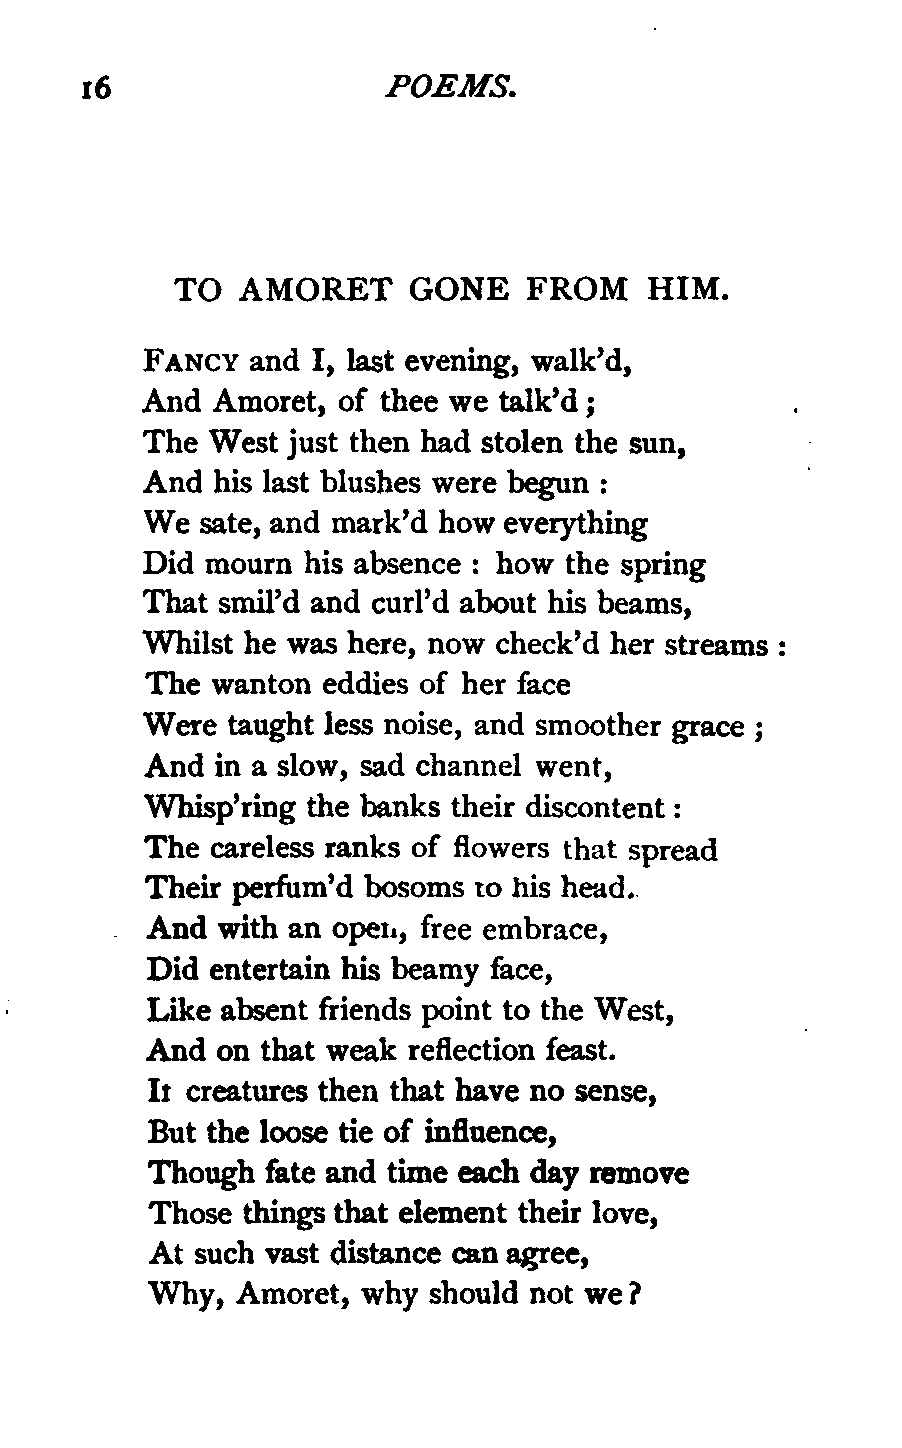 16 POEMS.
TO AMORET GONE FROM HIM.
FANCY and I, last evening, walk'd,
And Amoret, of thee we talk'd ;
The West just then had stolen the sun,
And his last blushes were begun :
We sate, and mark'd how everything
Did mourn his absence : how the spring
That smil'd and curl'd about his beams,
Whilst he was here, now check'd her streams :
The wanton eddies of her face
Were taught less noise, and smoother grace ;
And in a slow, sad channel went,
Whisp'ring the banks their discontent :
The careless ranks of flowers that spread
Their perfum'd bosoms to his head.
And with an open, free embrace,
Did entertain his beamy face,
Like absent friends point to the West,
And on that weak reflection feast.
If creatures then that have no sense,
But the loose tie of influence,
Though fate and time each day remove
Those things that element their love,
At such vast distance can agree,
Why, Amoret, why should not we ?